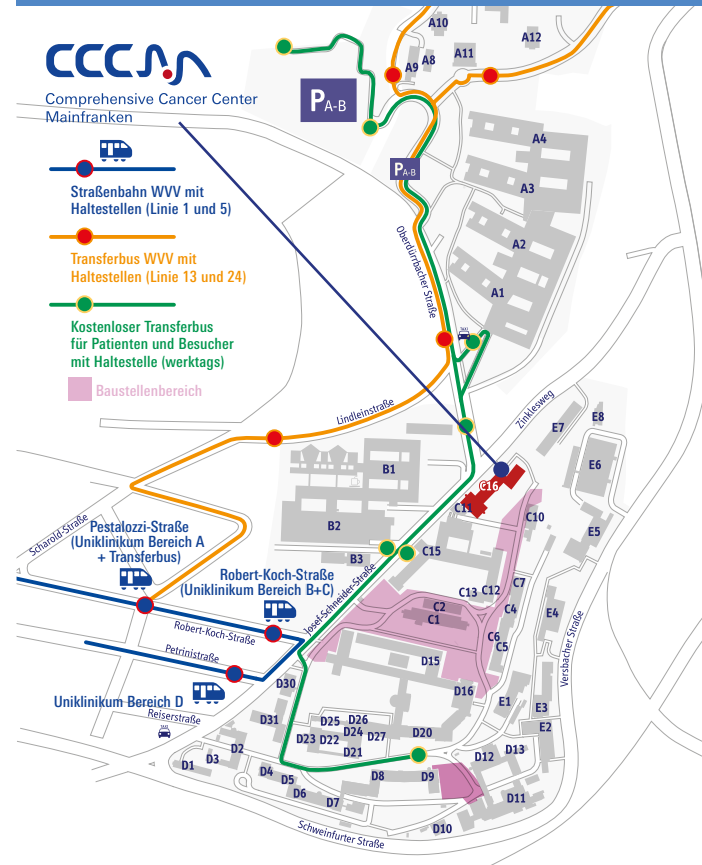 CCCM
Comprehensive Cancer Center
Mainfranken
Straßenbahn WVV mit
Haltestellen (Linie 1 und 5)
Transferbus WVV mit
Haltestellen (Linie 13 und 24)
Kostenloser Transferbus
für Patienten und Besucher
mit Haltestelle (werktags)
Baustellenbereich
P A-B
P A-B
A10
A12
A11
A8
A9
A4
A3
A2
A1
Oberdürrbacher Straße
TAXI
Lindleinstraße
Zinklesweg
E8
E7
E6
E5
B1
B2
B3
C16
C11
C10
C15
C13
C12
C7
C4
C2
C1
C6
C5
E4
Versbacher Straße
Scharold-Straße
Pestalozzi-Straße
(Uniklinikum Bereich A
+ Transferbus)
Robert-Koch-Straße
(Uniklinikum Bereich B+C)
Josef-Schneider-Straße
Robert-Koch-Straße
Petrinistraße
Uniklinikum Bereich D
Reiserstraße
TAXI
D15
D16
D30
D31
E1
E3
E2
D25
D26
D24
D23
D22
D27
D21
D20
D2
D3
D1
D4
D5
D6
D7
D8
D9
D12
D13
D11
D10
Schweinfurter Straße